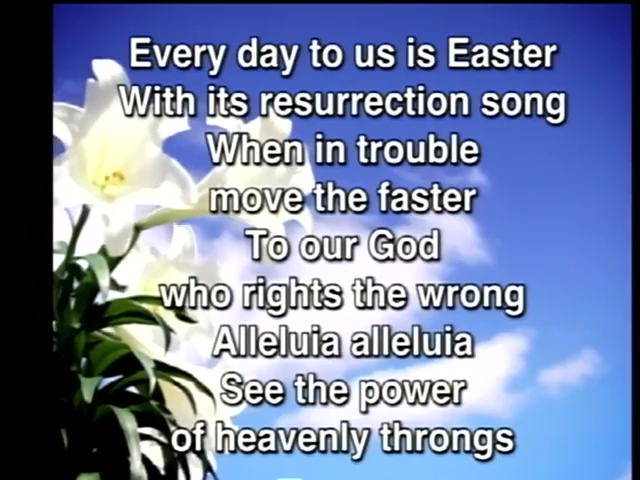 Every day to us is Easter
With its resurrection song
When in trouble
move the faster
To our God
who rights the wrong
Alleluia alleluia
See the power
of heavenly throngs